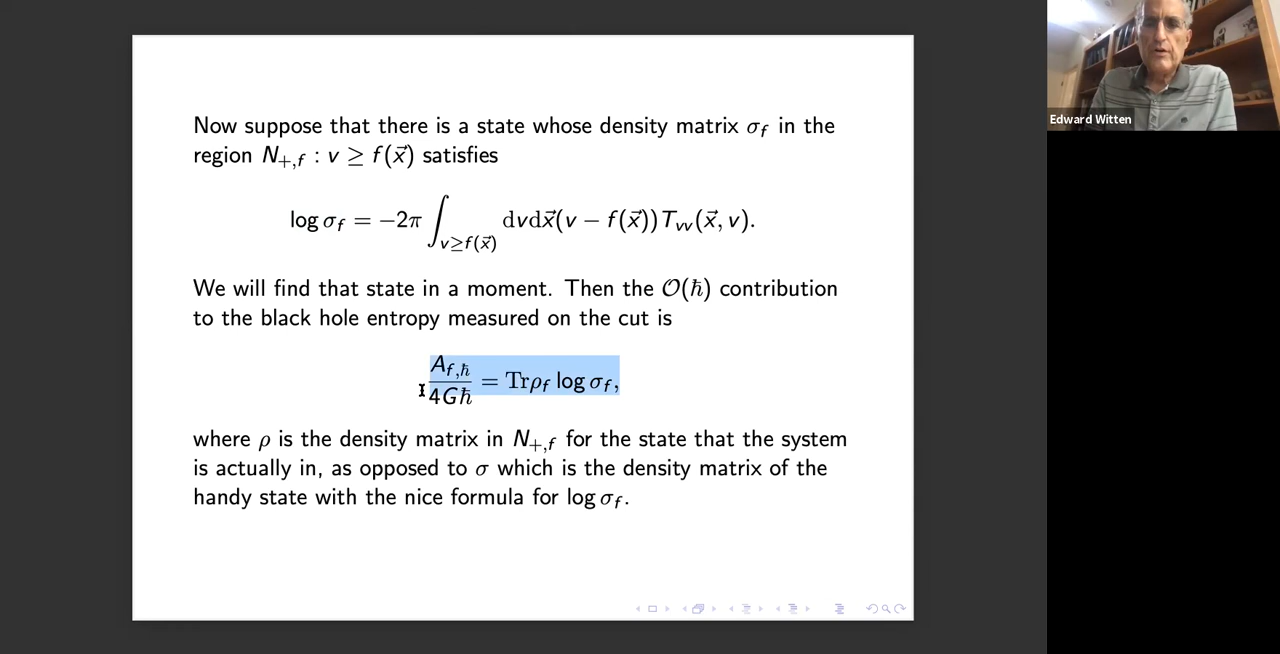 Now suppose that there is a state whose density matrix σ_f in the
region N_{+,f} : v ≥ f(x⃗) satisfies
log σ_f = −2π ∫_{v≥f(x⃗)} dvdx⃗(v − f(x⃗))T_{vv}(x⃗, v).
We will find that state in a moment. Then the 𝒪(ℏ) contribution
to the black hole entropy measured on the cut is
A_{f,ℏ}/4Gℏ = Trρ_f log σ_f,
where ρ is the density matrix in N_{+,f} for the state that the system
is actually in, as opposed to σ which is the density matrix of the
handy state with the nice formula for log σ_f.
Edward Witten